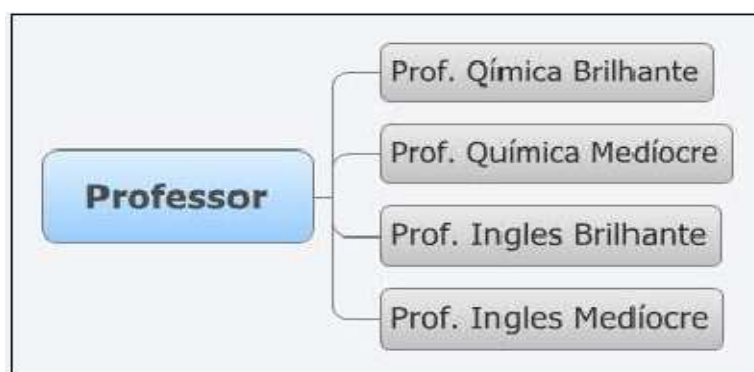 Professor
Prof. Qímica Brilhante
Prof. Química Medíocre
Prof. Ingles Brilhante
Prof. Ingles Medíocre